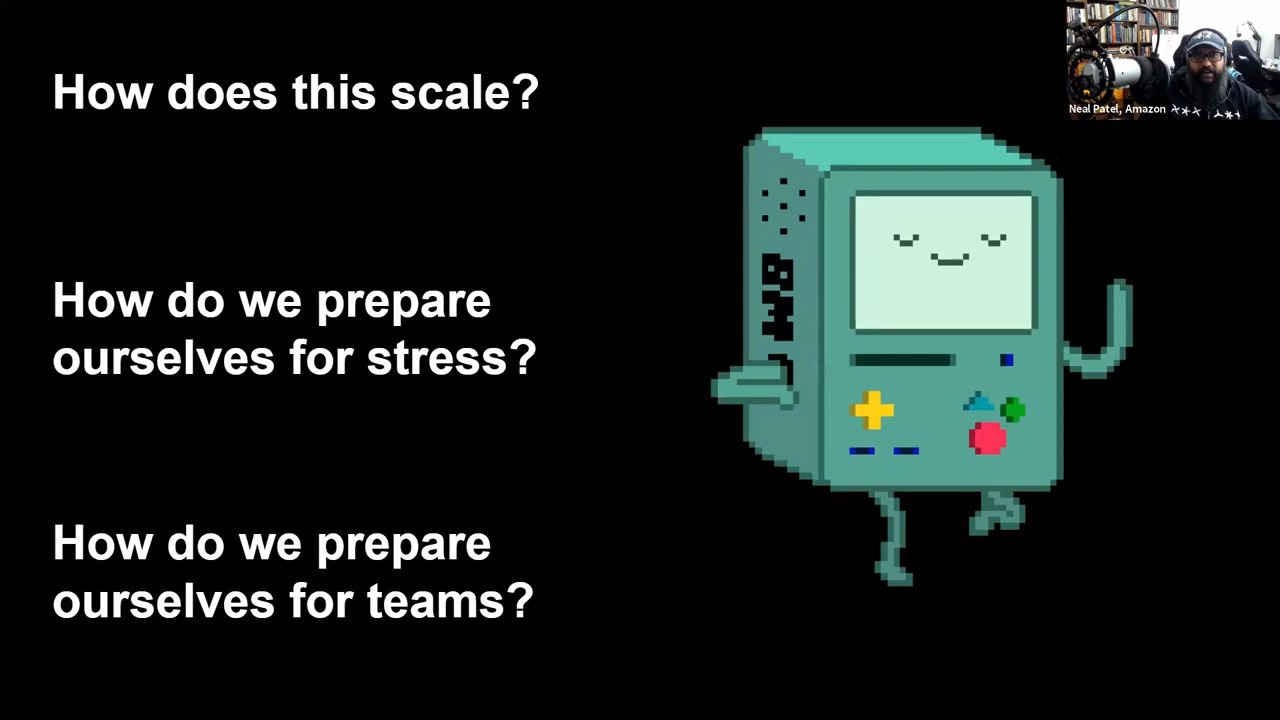 How does this scale?
How do we prepare
ourselves for stress?
How do we prepare
ourselves for teams?
BMO
Neal Patel, Amazon